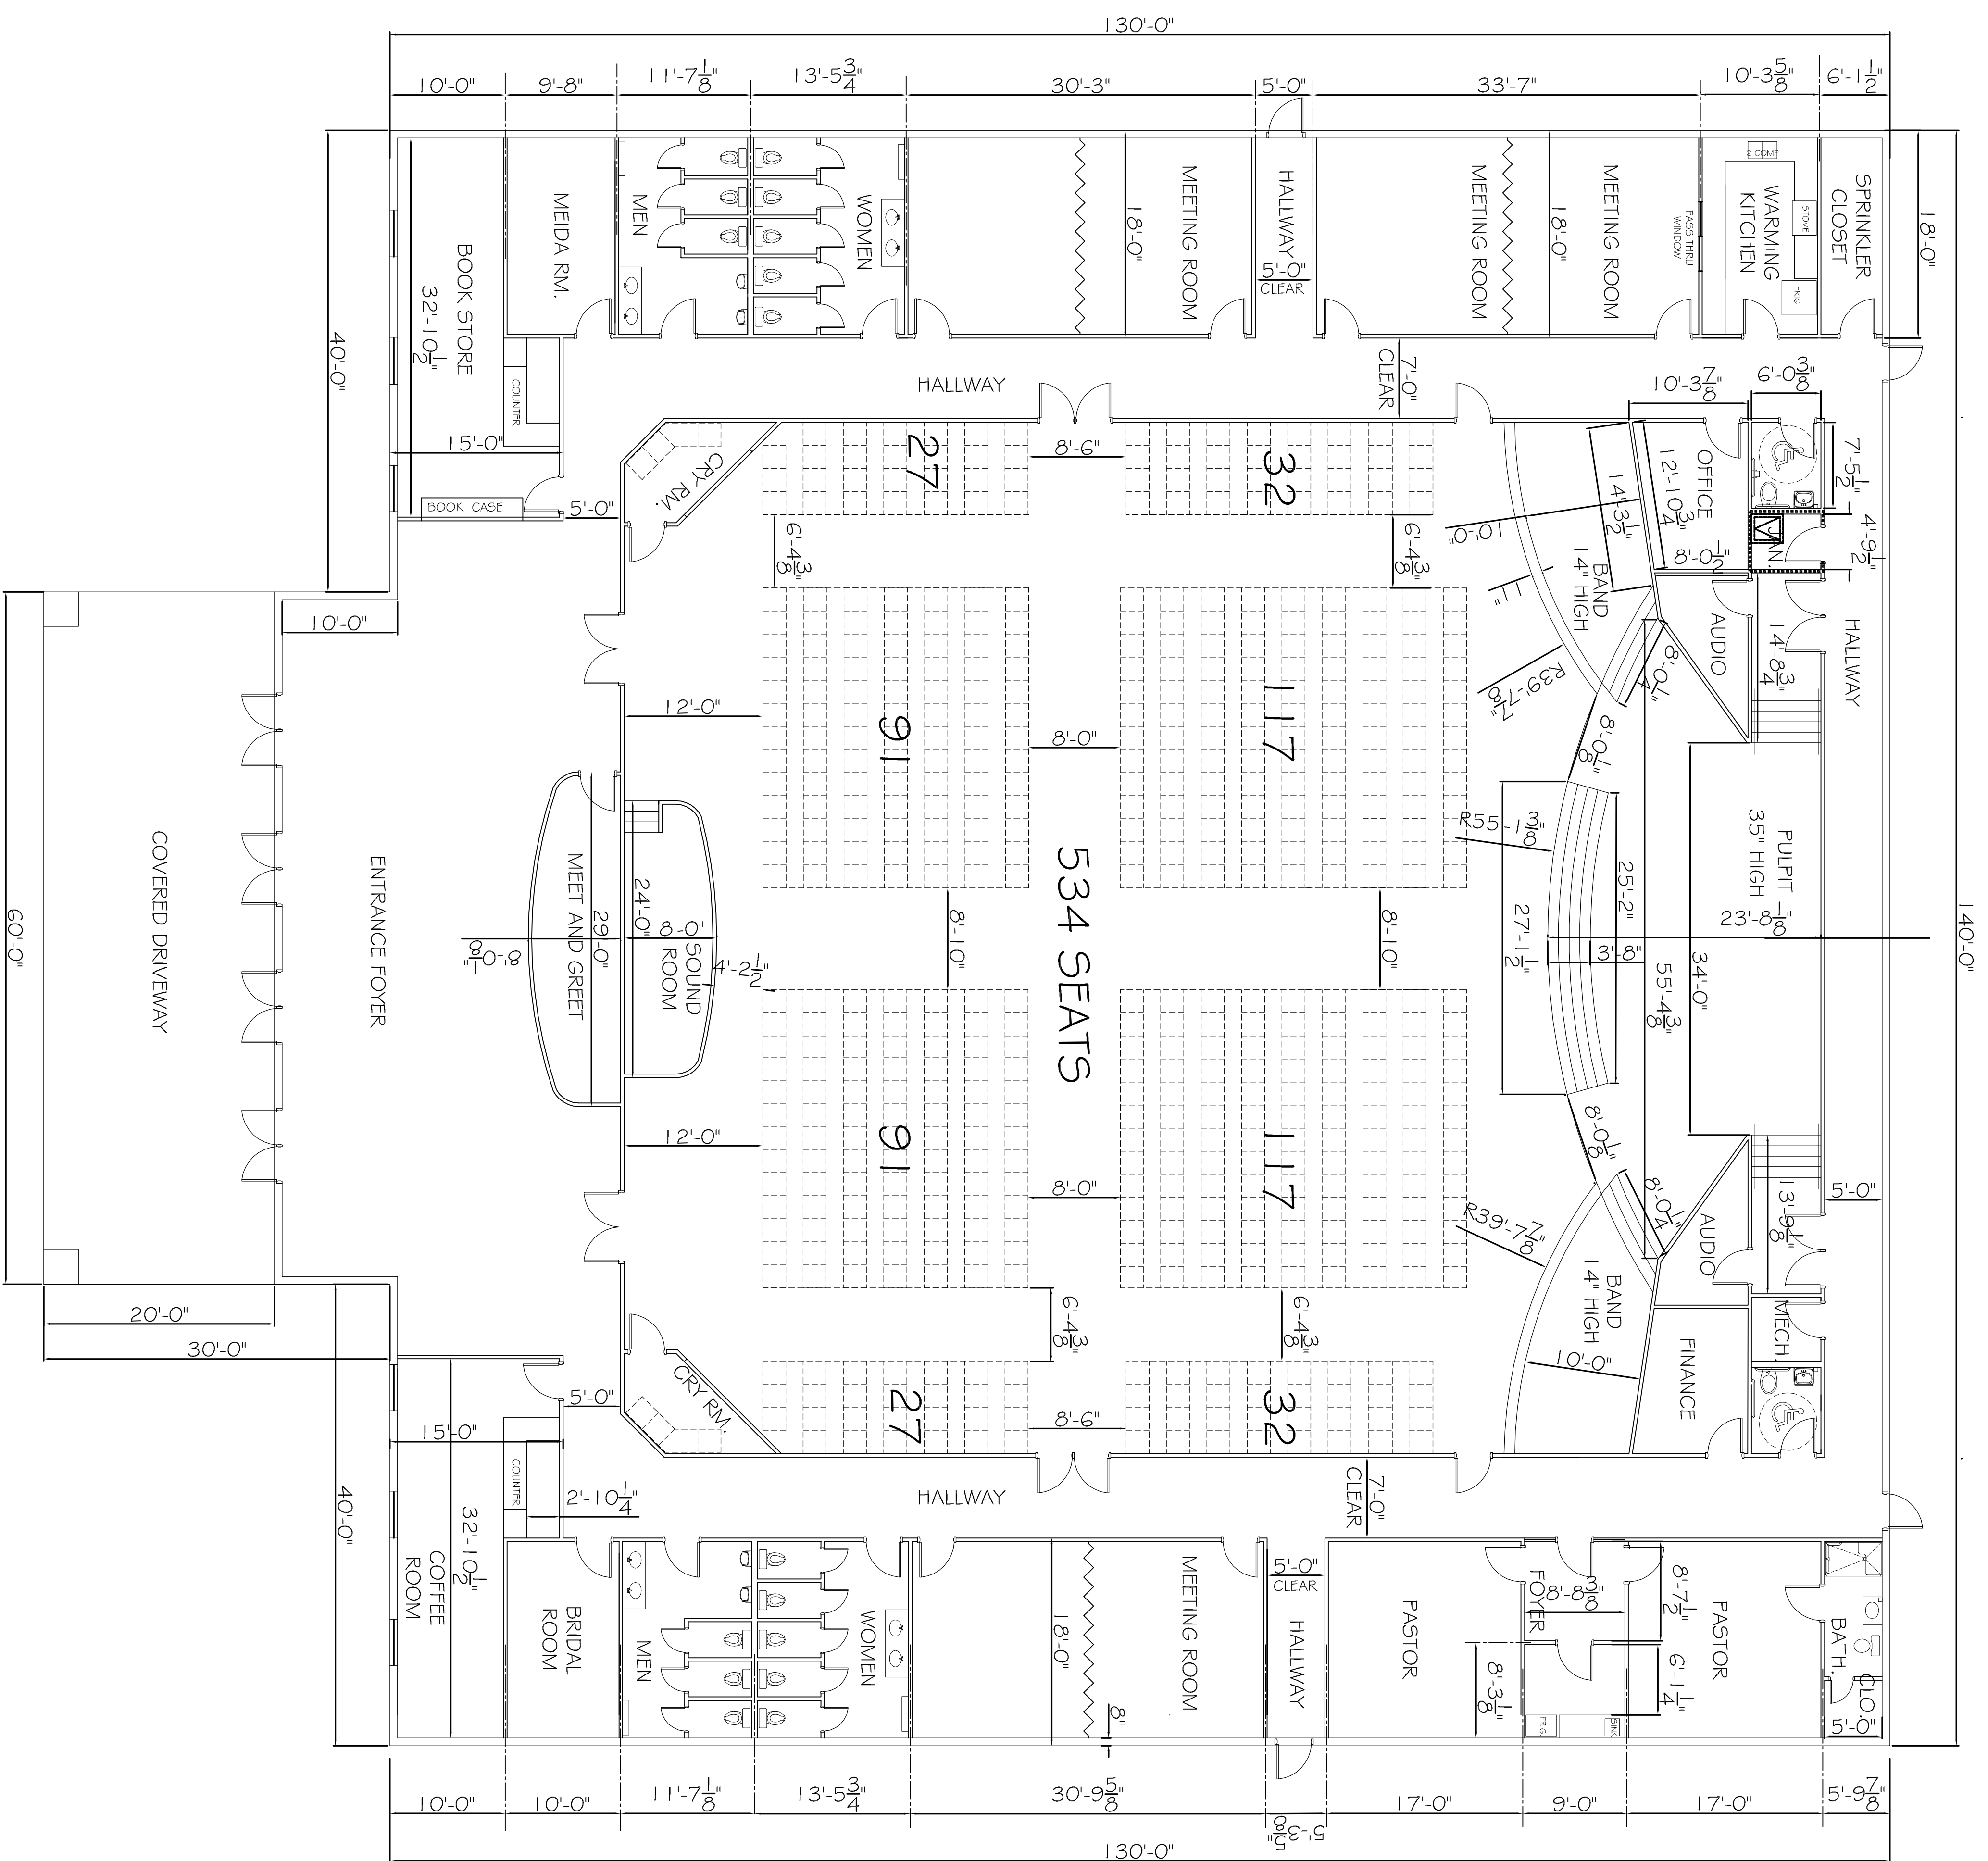 130'-0"
10'-0"
9'-8"
11'-7 1/8"
13'-5 3/4"
30'-3"
5'-0"
33'-7"
10'-3 5/8"
6'-1 1/2"
40'-0"
BOOK STORE
32'-10 1/2"
MEIDA RM.
MEN
WOMEN
18'-0"
MEETING ROOM
HALLWAY
5'-0"
CLEAR
MEETING ROOM
18'-0"
MEETING ROOM
PASS THRU
WINDOW
2 COMP
WARMING
KITCHEN
STOVE
FRIG
SPRINKLER
CLOSET
18'-0"
COUNTER
15'-0"
BOOK CASE
5'-0"
HALLWAY
7'-0"
CLEAR
10'-3 7/8"
6'-0 3/8"
7'-5 1/2"
4'-9 1/2"
CRY RM.
27
8'-6"
32
6'-4 3/8"
6'-4 3/8"
OFFICE
12'-10 3/4"
14'-3 1/2"
10'-0"
11"
BAND
14" HIGH
8'-0 1/2"
JAN.
AUDIO
14'-8 3/4"
HALLWAY
R39'-7 7/8"
8'-0 1/4"
8'-0 1/8"
10'-0"
12'-0"
91
8'-0"
117
R55'-1 3/8"
25'-2"
27'-1 1/2"
3'-8"
55'-4 3/8"
34'-0"
PULPIT
35" HIGH
23'-8 1/8"
140'-0"
COVERED DRIVEWAY
60'-0"
ENTRANCE FOYER
MEET AND GREET
29'-0"
8'-0 1/8"
24'-0"
8'-0"
SOUND
ROOM
4'-2 1/2"
8'-10"
534 SEATS
8'-10"
12'-0"
91
8'-0"
117
8'-0 1/8"
8'-0 1/4"
R39'-7 7/8"
AUDIO
13'-9 1/8"
5'-0"
20'-0"
30'-0"
6'-4 3/8"
6'-4 3/8"
BAND
14" HIGH
10'-0"
FINANCE
MECH.
CRY RM.
27
8'-6"
32
5'-0"
15'-0"
COUNTER
2'-10 1/4"
32'-10 1/2"
COFFEE
ROOM
40'-0"
HALLWAY
7'-0"
CLEAR
BRIDAL
ROOM
MEN
WOMEN
18'-0"
8"
MEETING ROOM
5'-0"
CLEAR
HALLWAY
PASTOR
FOYER
8'-8 3/8"
8'-7 1/2"
8'-3 1/8"
6'-1 1/4"
FRIG.
SINK
PASTOR
BATH.
CLO.
5'-0"
10'-0"
10'-0"
11'-7 1/8"
13'-5 3/4"
30'-9 5/8"
5'-3 5/8"
17'-0"
9'-0"
17'-0"
5'-9 7/8"
130'-0"